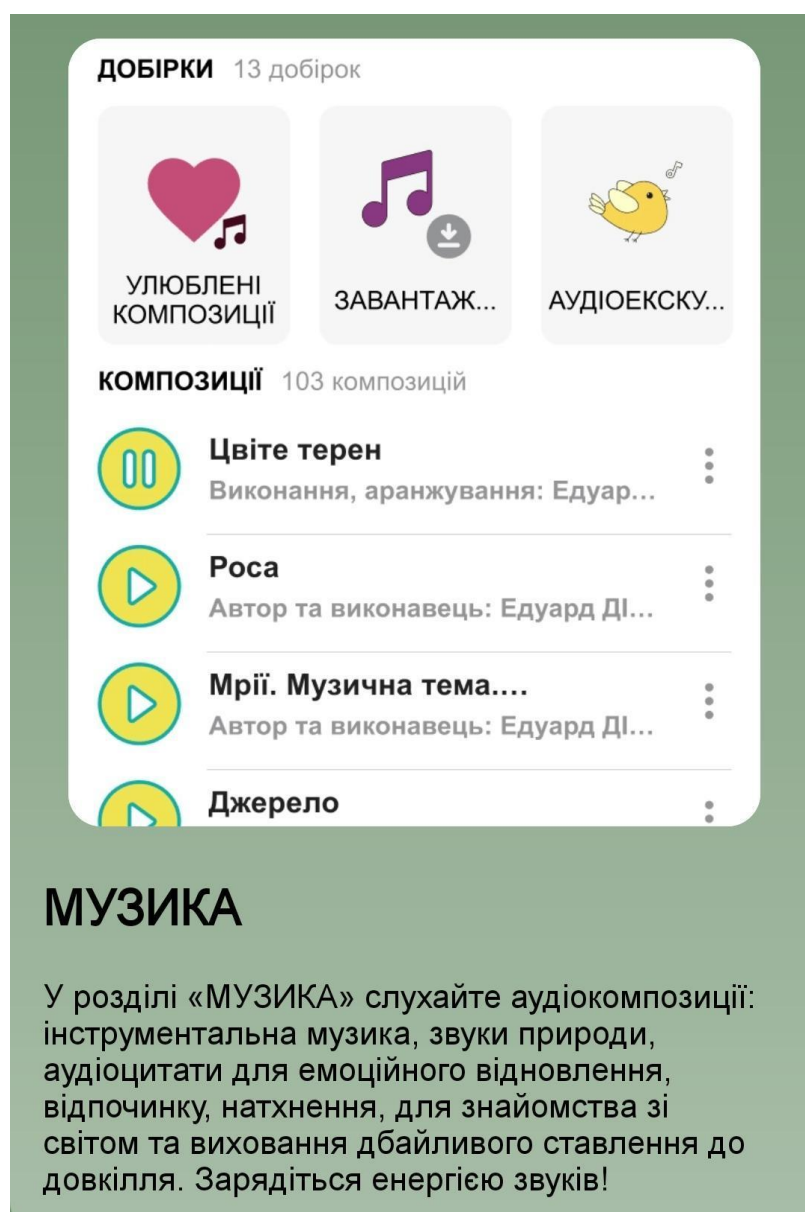 ДОБІРКИ 13 добірок
УЛЮБЛЕНІ
КОМПОЗИЦІЇ
ЗАВАНТАЖ...
АУДІОЕКСКУ...
КОМПОЗИЦІЇ 103 композицій
Цвіте терен
Виконання, аранжування: Едуар...
Роса
Автор та виконавець: Едуард ДІ...
Мрії. Музична тема....
Автор та виконавець: Едуард ДІ...
Джерело
МУЗИКА
У розділі «МУЗИКА» слухайте аудіокомпозиції:
інструментальна музика, звуки природи,
аудіоцитати для емоційного відновлення,
відпочинку, натхнення, для знайомства зі
світом та виховання дбайливого ставлення до
довкілля. Зарядіться енергією звуків!